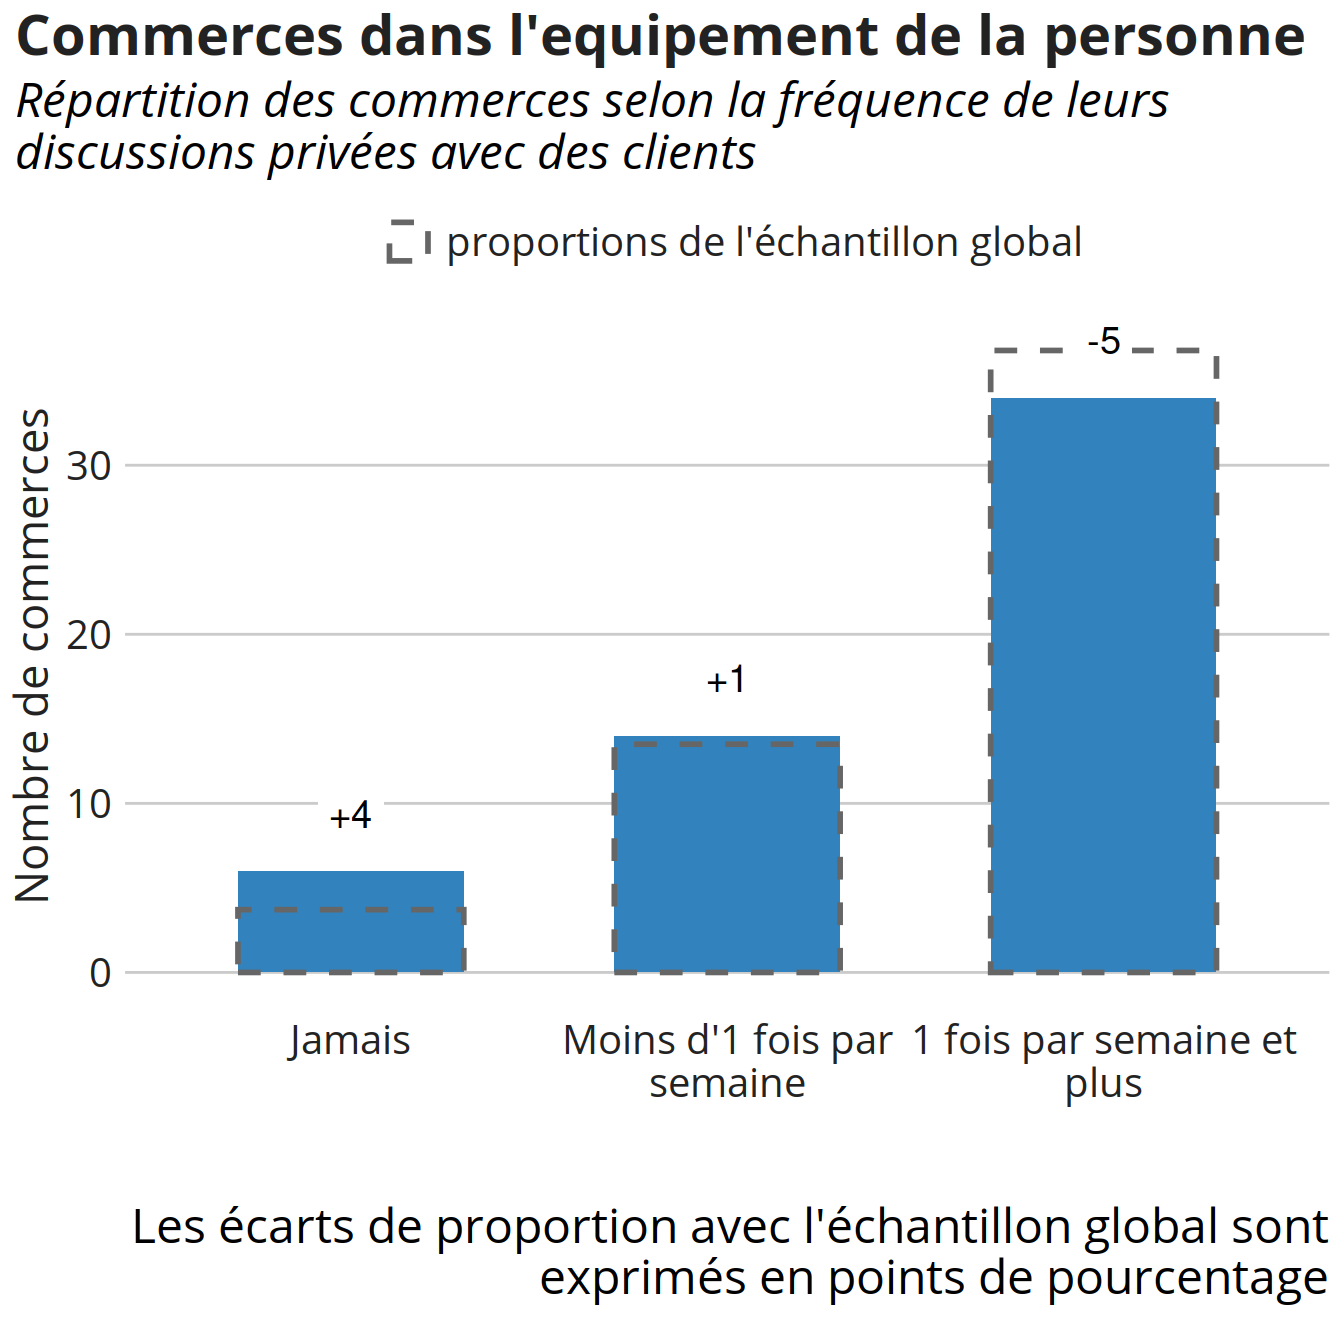 Commerces dans l'equipement de la personne
Répartition des commerces selon la fréquence de leurs
discussions privées avec des clients
proportions de l'échantillon global
Nombre de commerces
30
20
10
0
+4
+1
-5
Jamais
Moins d'1 fois par
semaine
1 fois par semaine et
plus
Les écarts de proportion avec l'échantillon global sont
exprimés en points de pourcentage